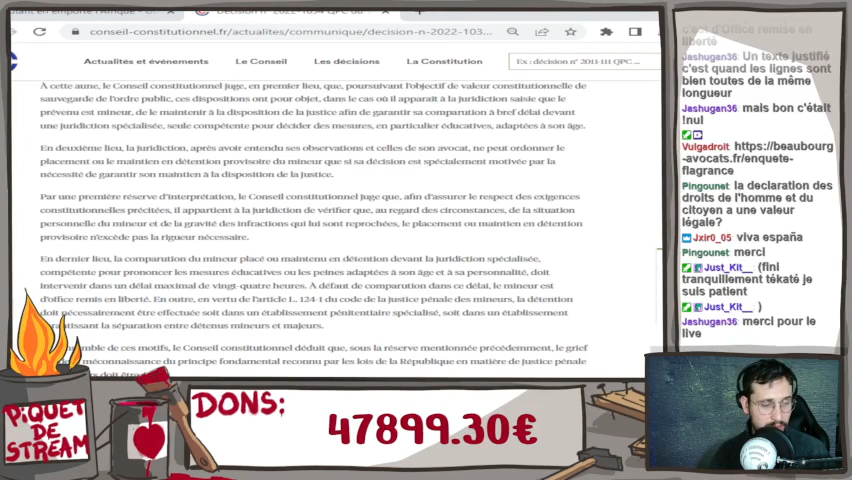 Décision n° 2022-1034 QPC du
conseil-constitutionnel.fr/actualites/communique/decision-n-2022-103...
Actualités et événements
Le Conseil
Les décisions
La Constitution
Ex : décision n° 2011-111 QPC ...
À cette aune, le Conseil constitutionnel juge, en premier lieu, que, poursuivant l'objectif de valeur constitutionnelle de
sauvegarde de l'ordre public, ces dispositions ont pour objet, dans le cas où il apparaît à la juridiction saisie que le
prévenu est mineur, de le maintenir à la disposition de la justice afin de garantir sa comparution à bref délai devant
une juridiction spécialisée, seule compétente pour décider des mesures, en particulier éducatives, adaptées à son âge.
En deuxième lieu, la juridiction, après avoir entendu ses observations et celles de son avocat, ne peut ordonner le
placement ou le maintien en détention provisoire du mineur que si sa décision est spécialement motivée par la
nécessité de garantir son maintien à la disposition de la justice.
Par une première réserve d'interprétation, le Conseil constitutionnel juge que, afin d'assurer le respect des exigences
constitutionnelles précitées, il appartient à la juridiction de vérifier que, au regard des circonstances, de la situation
personnelle du mineur et de la gravité des infractions qui lui sont reprochées, le placement ou maintien en détention
provisoire n'excède pas la rigueur nécessaire.
En dernier lieu, la comparution du mineur placé ou maintenu en détention devant la juridiction spécialisée,
compétente pour prononcer les mesures éducatives ou les peines adaptées à son âge et à sa personnalité, doit
intervenir dans un délai maximal de vingt-quatre heures. À défaut de comparution dans ce délai, le mineur est
d'office remis en liberté. En outre, en vertu de l'article L. 124-1 du code de la justice pénale des mineurs, la détention
doit nécessairement être effectuée soit dans un établissement pénitentiaire spécialisé, soit dans un établissement
rantissant la séparation entre détenus mineurs et majeurs.
emble de ces motifs, le Conseil constitutionnel déduit que, sous la réserve mentionnée précédemment, le grief
méconnaissance du principe fondamental reconnu par les lois de la République en matière de justice pénale
doit être
c'est d'Office remise en
liberté
Jashugan36: Un texte justifié
c'est quand les lignes sont
bien toutes de la même
longueur
Jashugan36: mais bon c'était
!nul
Vulgadroit: https://beaubourg
-avocats.fr/enquete-
flagrance
Pingounet: la declaration des
droits de l'homme et du
citoyen a une valeur
légale?
Jxir0_05: viva españa
Pingounet: merci
Just_Kit__: (fini
tranquillement tékaté je
suis patient
Just_Kit__: )
Jashugan36: merci pour le
live
PIQUET
DE
STREAM
DONS:
47899.30€